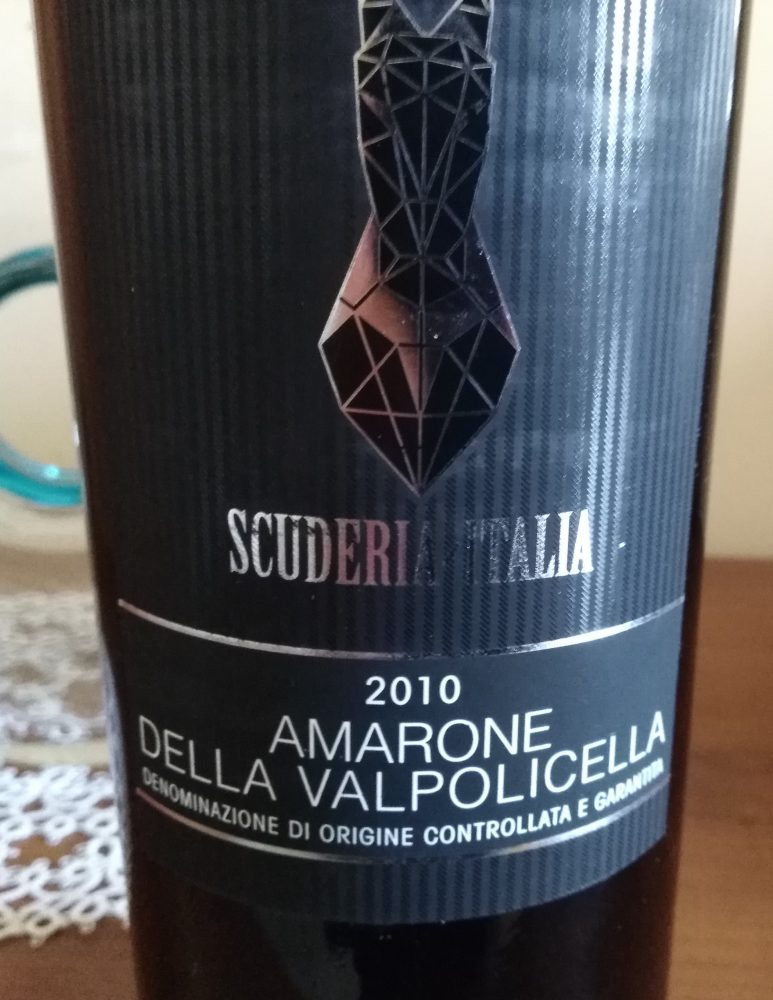 SCUDERIA ITALIA
2010
AMARONE
DELLA VALPOLICELLA
DENOMINAZIONE DI ORIGINE CONTROLLATA E GARANTITA